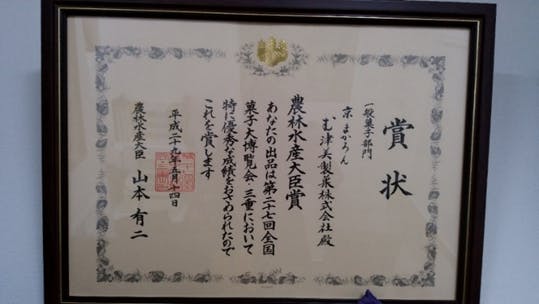 賞状
一般菓子部門
京まかろん
む津美製菓株式会社殿
農林水産大臣賞
あなたの出品は第二十七回全国
菓子大博覧会・三重において
特に優秀な成績をおさめられたので
これを賞します
平成二十九年五月十四日
農林水産大臣 山本有二